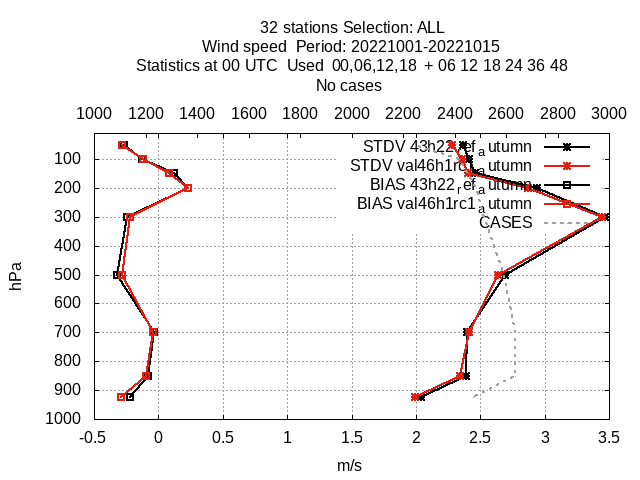 32 stations Selection: ALL
Wind speed  Period: 20221001-20221015
Statistics at 00 UTC  Used  00,06,12,18  + 06 12 18 24 36 48
No cases
1000 1200 1400 1600 1800 2000 2200 2400 2600 2800 3000
STDV 43h22_ref_autumn
STDV val46h1rc1_autumn
BIAS 43h22_ref_autumn
BIAS val46h1rc1_autumn
CASES
100
200
300
400
500
600
700
800
900
1000
hPa
-0.5 0 0.5 1 1.5 2 2.5 3 3.5
m/s